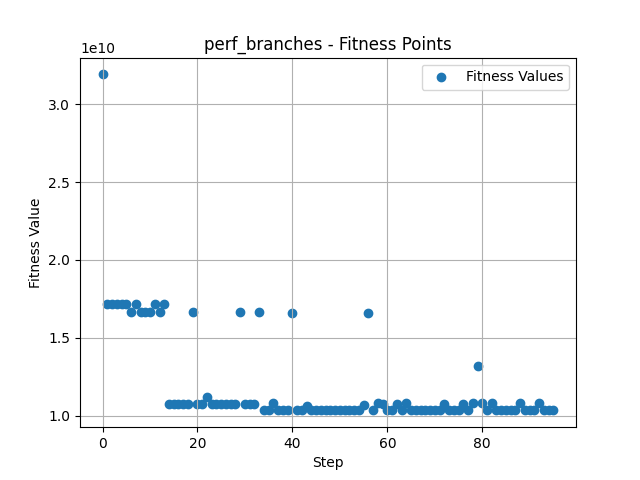 perf_branches - Fitness Points
1e10
Fitness Values
3.0
2.5
2.0
1.5
1.0
Fitness Value
0 20 40 60 80
Step